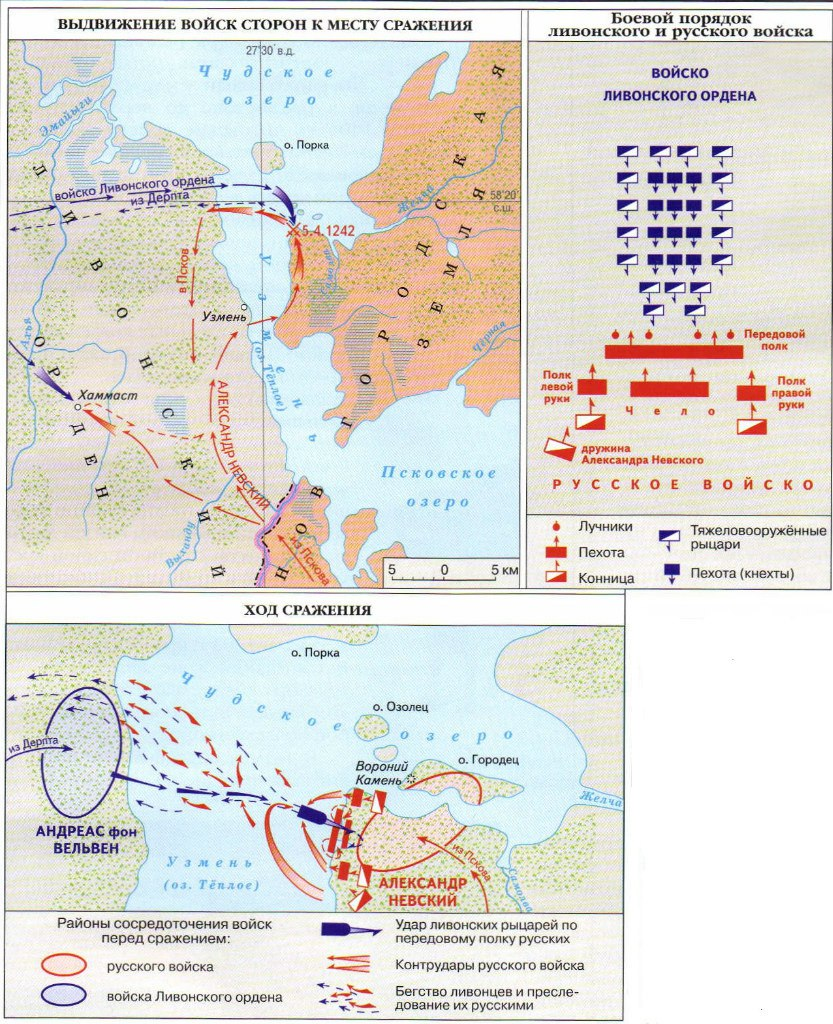 ВЫДВИЖЕНИЕ ВОЙСК СТОРОН К МЕСТУ СРАЖЕНИЯ
27°30' в.д.
Чудское
озеро
Эмайыги
о. Порка
войско Ливонского ордена
из Дерпта
Желча
58°20'
с.ш.
5.4.1242
в Псков
Самолва
Узмень
Узмень
(оз. Тёплое)
Ахья
Чёрная
Хаммаст
АЛЕКСАНДР НЕВСКИЙ
ЛИВОНСКИЙ
ОРДЕН
НОВГОРОДСКАЯ
ЗЕМЛЯ
Псковское
озеро
Выханду
из Пскова
5 0 5 км
Боевой порядок
ливонского и русского войска
ВОЙСКО
ЛИВОНСКОГО ОРДЕНА
Передовой
полк
Полк
левой
руки
Чело
Полк
правой
руки
дружина
Александра Невского
РУССКОЕ ВОЙСКО
Лучники
Пехота
Конница
Тяжеловооружённые
рыцари
Пехота (кнехты)
ХОД СРАЖЕНИЯ
о. Порка
Чудское озеро
о. Озолец
из Дерпта
Вороний
Камень
о. Городец
Желча
АНДРЕАС фон
ВЕЛЬВЕН
Узмень
(оз. Тёплое)
из Пскова
Самолва
АЛЕКСАНДР
НЕВСКИЙ
Районы сосредоточения войск
перед сражением:
русского войска
войска Ливонского ордена
Удар ливонских рыцарей по
передовому полку русских
Контрудары русского войска
Бегство ливонцев и пресле-
дование их русскими